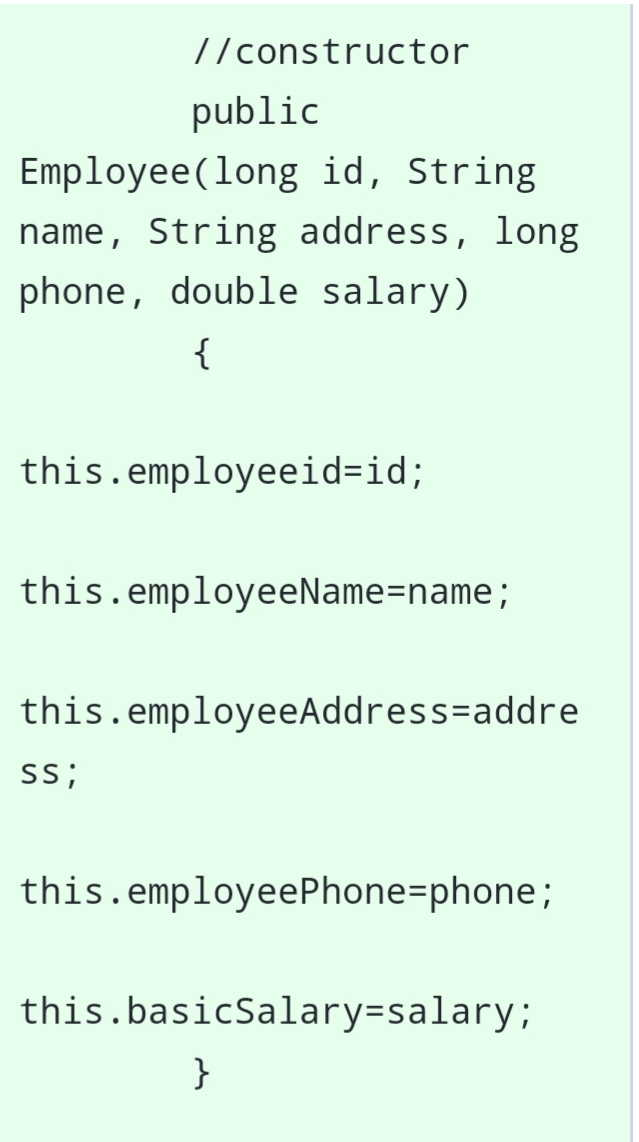 //constructor
public
Employee(long id, String
name, String address, long
phone, double salary)
{
this.employeeid=id;
this.employeeName=name;
this.employeeAddress=addre
ss;
this.employeePhone=phone;
this.basicSalary=salary;
}